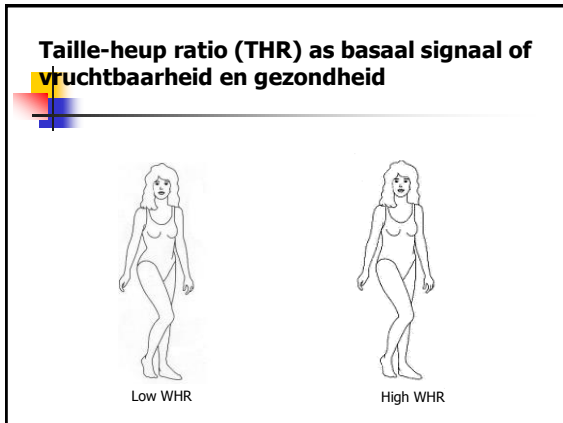 Taille-heup ratio (THR) as basaal signaal of
vruchtbaarheid en gezondheid
Low WHR
High WHR